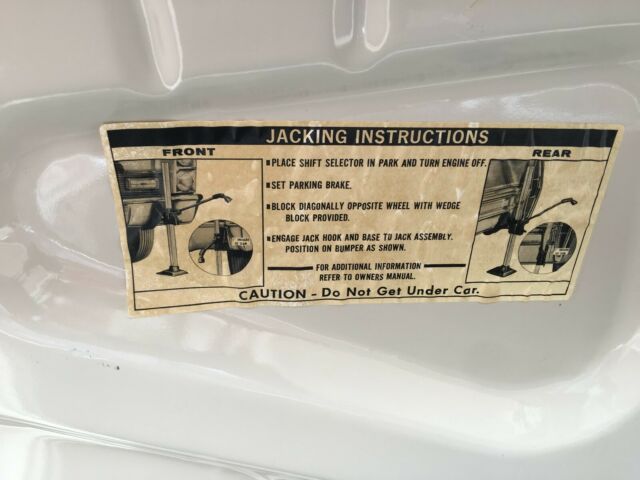 JACKING INSTRUCTIONS
FRONT
REAR
PLACE SHIFT SELECTOR IN PARK AND TURN ENGINE OFF.
SET PARKING BRAKE.
BLOCK DIAGONALLY OPPOSITE WHEEL WITH WEDGE
BLOCK PROVIDED.
ENGAGE JACK HOOK AND BASE TO JACK ASSEMBLY.
POSITION ON BUMPER AS SHOWN.
FOR ADDITIONAL INFORMATION
REFER TO OWNERS MANUAL.
CAUTION - Do Not Get Under Car.